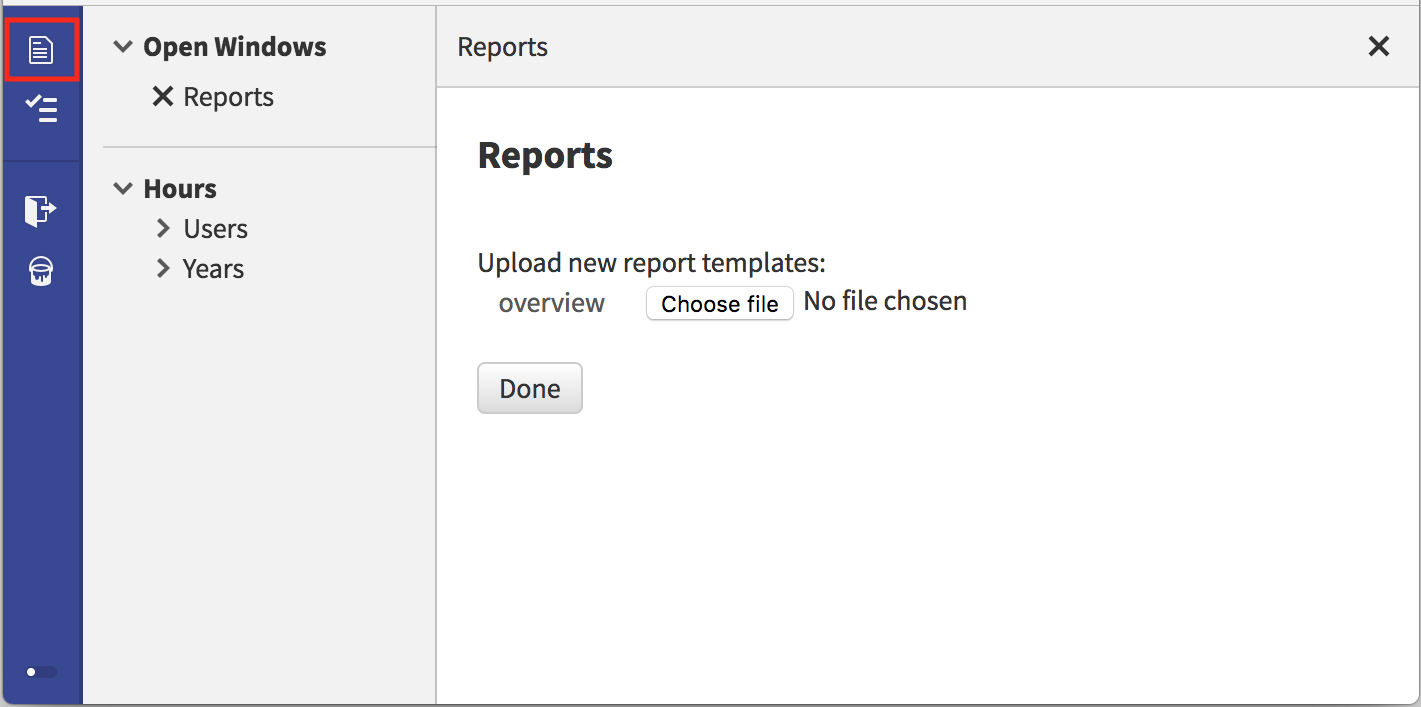 Open Windows
Reports
Hours
Users
Years
Reports
Reports
Upload new report templates:
overview Choose file No file chosen
Done